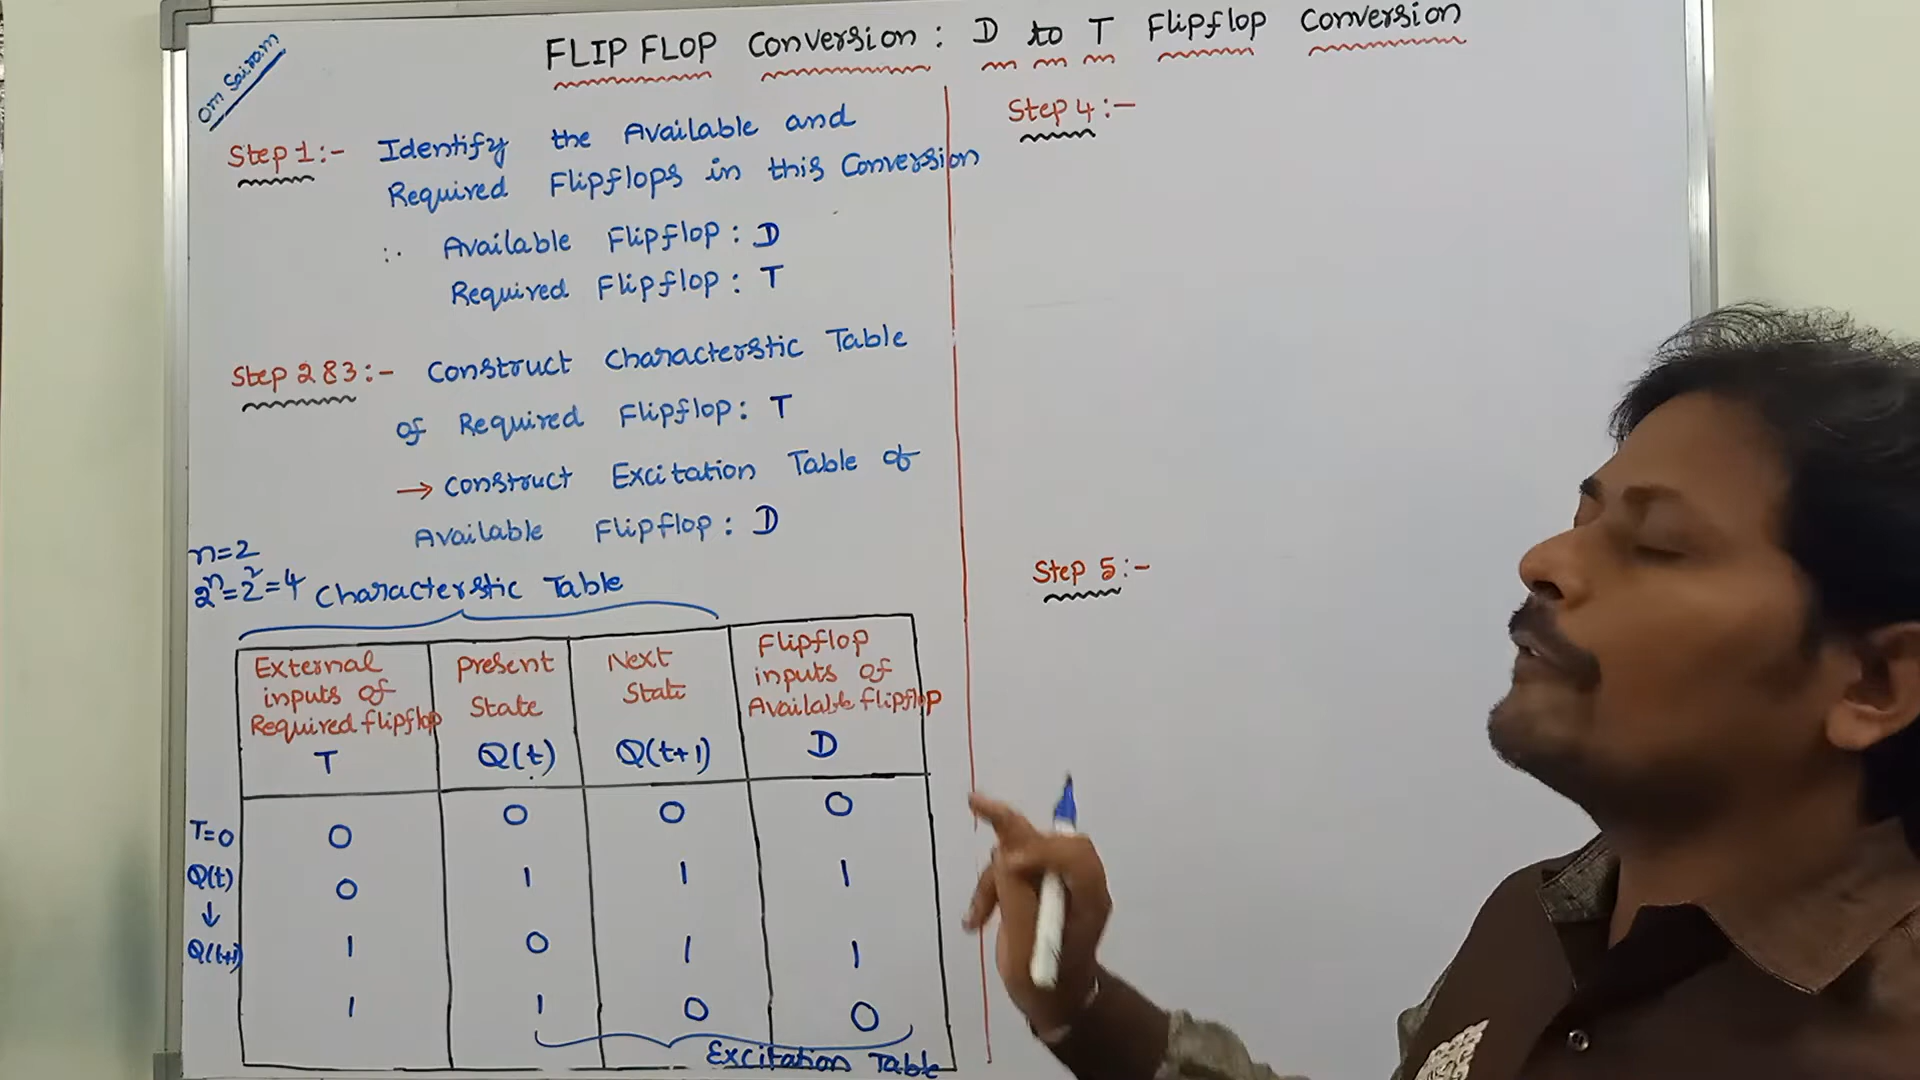 Om Sairam
FLIP FLOP Conversion : D to T Flipflop Conversion
Step 1:- Identify the Available and
Required Flipflops in this Conversion
∴ Available Flipflop : D
Required Flipflop : T
Step 2&3:- Construct Characterstic Table
of Required Flipflop: T
→ Construct Excitation Table of
Available Flipflop : D
n=2
2^n=2^2=4 Characterstic Table
External inputs of Required flipflop T
Present State Q(t)
Next State Q(t+1)
Flipflop inputs of Available flipflop D
T=0 0 0 0 0
Q(t) 0 1 1 1
↓
Q(t+1) 1 0 1 1
1 1 0 0
Excitation Table
Step 4:-
Step 5:-